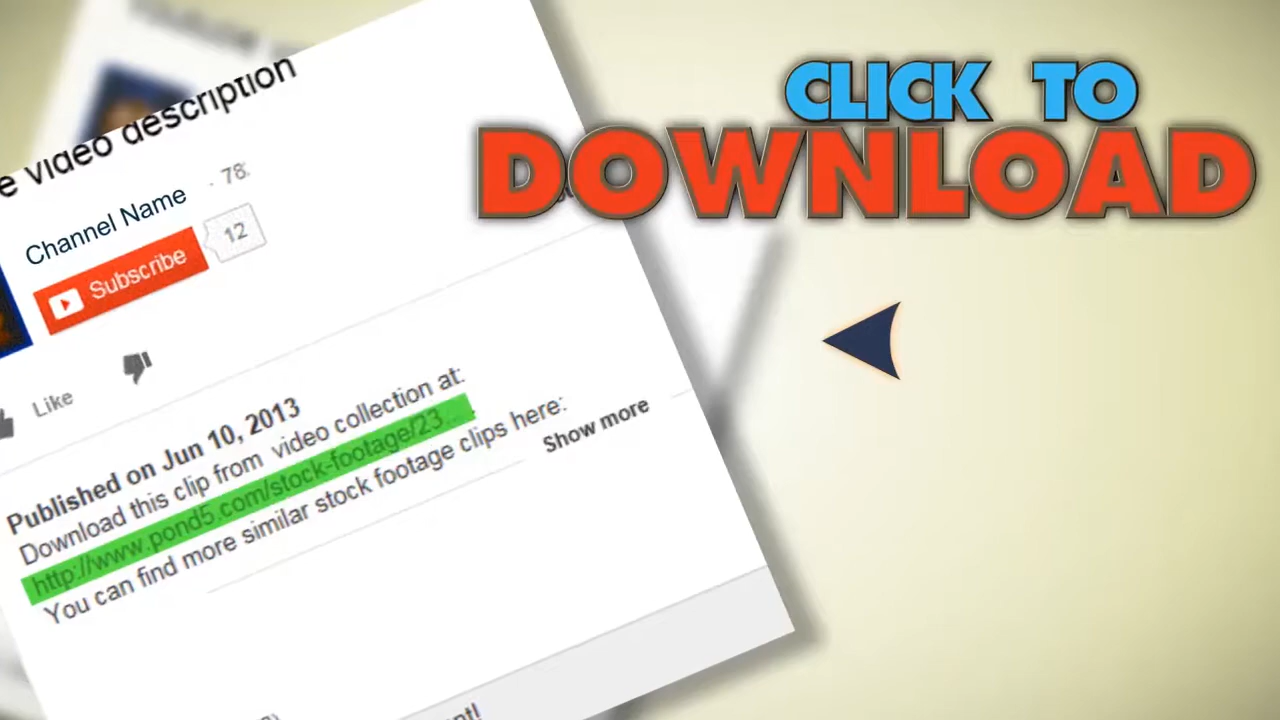 CLICK TO
DOWNLOAD
e video description
Channel Name
78
Subscribe
12
Like
Published on Jun 10, 2013
Download this clip from video collection at:
http://www.pond5.com/stock-footage/23...
You can find more similar stock footage clips here:
Show more